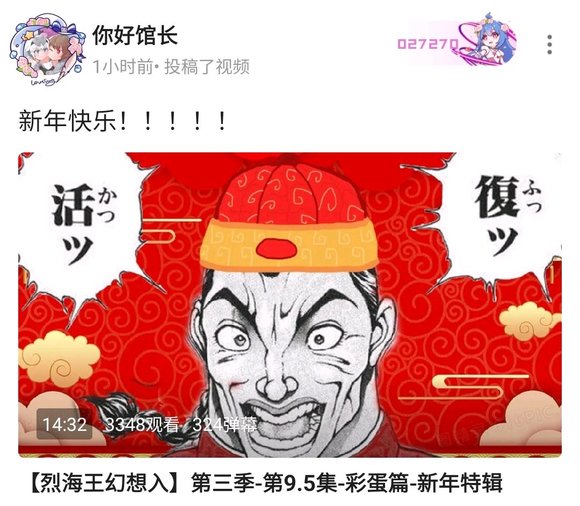 你好馆长
027270
1小时前· 投稿了视频
新年快乐！！！！！
復ッ
ふっ
活ッ
かつ
14:32 3348观看 324弹幕
【烈海王幻想入】第三季-第9.5集-彩蛋篇-新年特辑